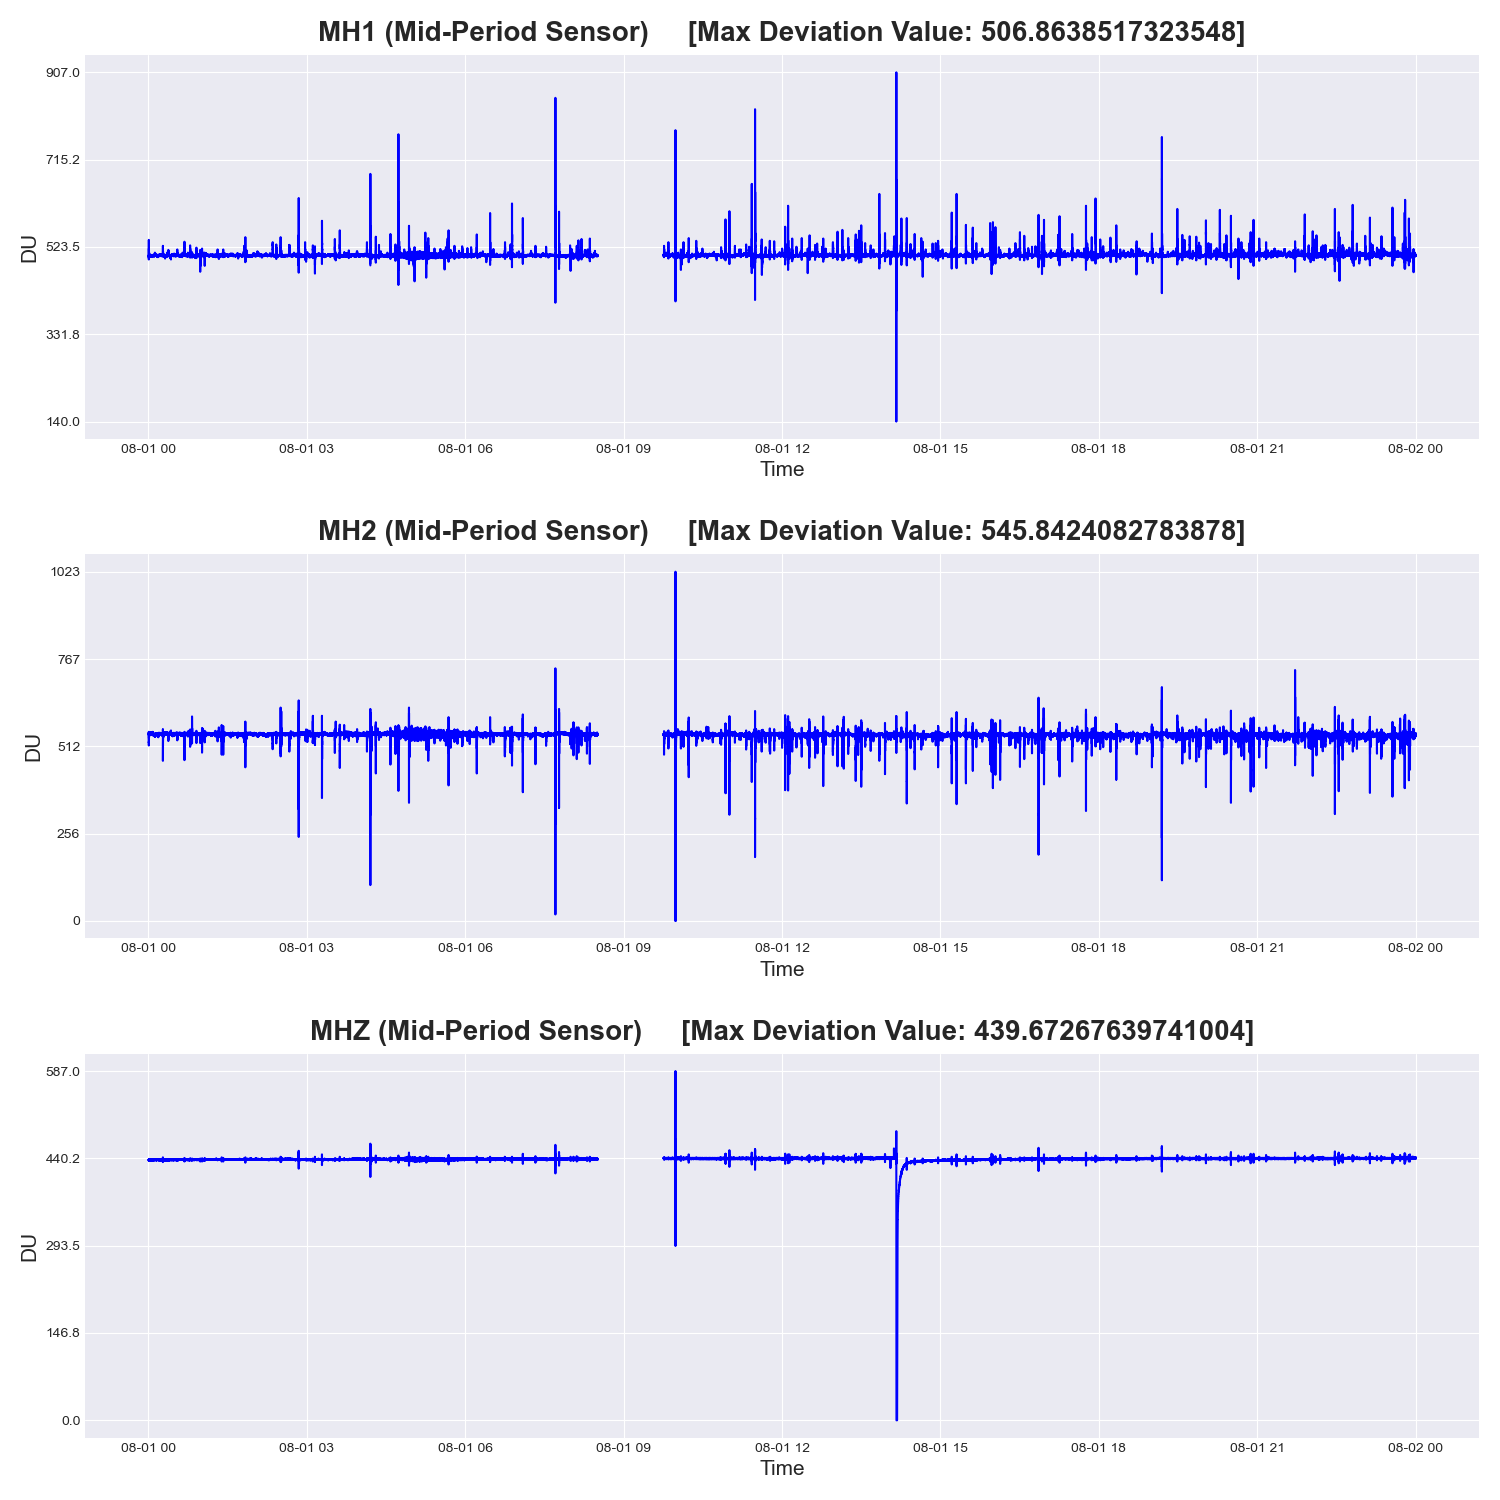 MH1 (Mid-Period Sensor) [Max Deviation Value: 506.8638517323548]
907.0
715.2
523.5
331.8
140.0
DU
08-01 00 08-01 03 08-01 06 08-01 09 08-01 12 08-01 15 08-01 18 08-01 21 08-02 00
Time
MH2 (Mid-Period Sensor) [Max Deviation Value: 545.8424082783878]
1023
767
512
256
0
DU
08-01 00 08-01 03 08-01 06 08-01 09 08-01 12 08-01 15 08-01 18 08-01 21 08-02 00
Time
MHZ (Mid-Period Sensor) [Max Deviation Value: 439.67267639741004]
587.0
440.2
293.5
146.8
0.0
DU
08-01 00 08-01 03 08-01 06 08-01 09 08-01 12 08-01 15 08-01 18 08-01 21 08-02 00
Time